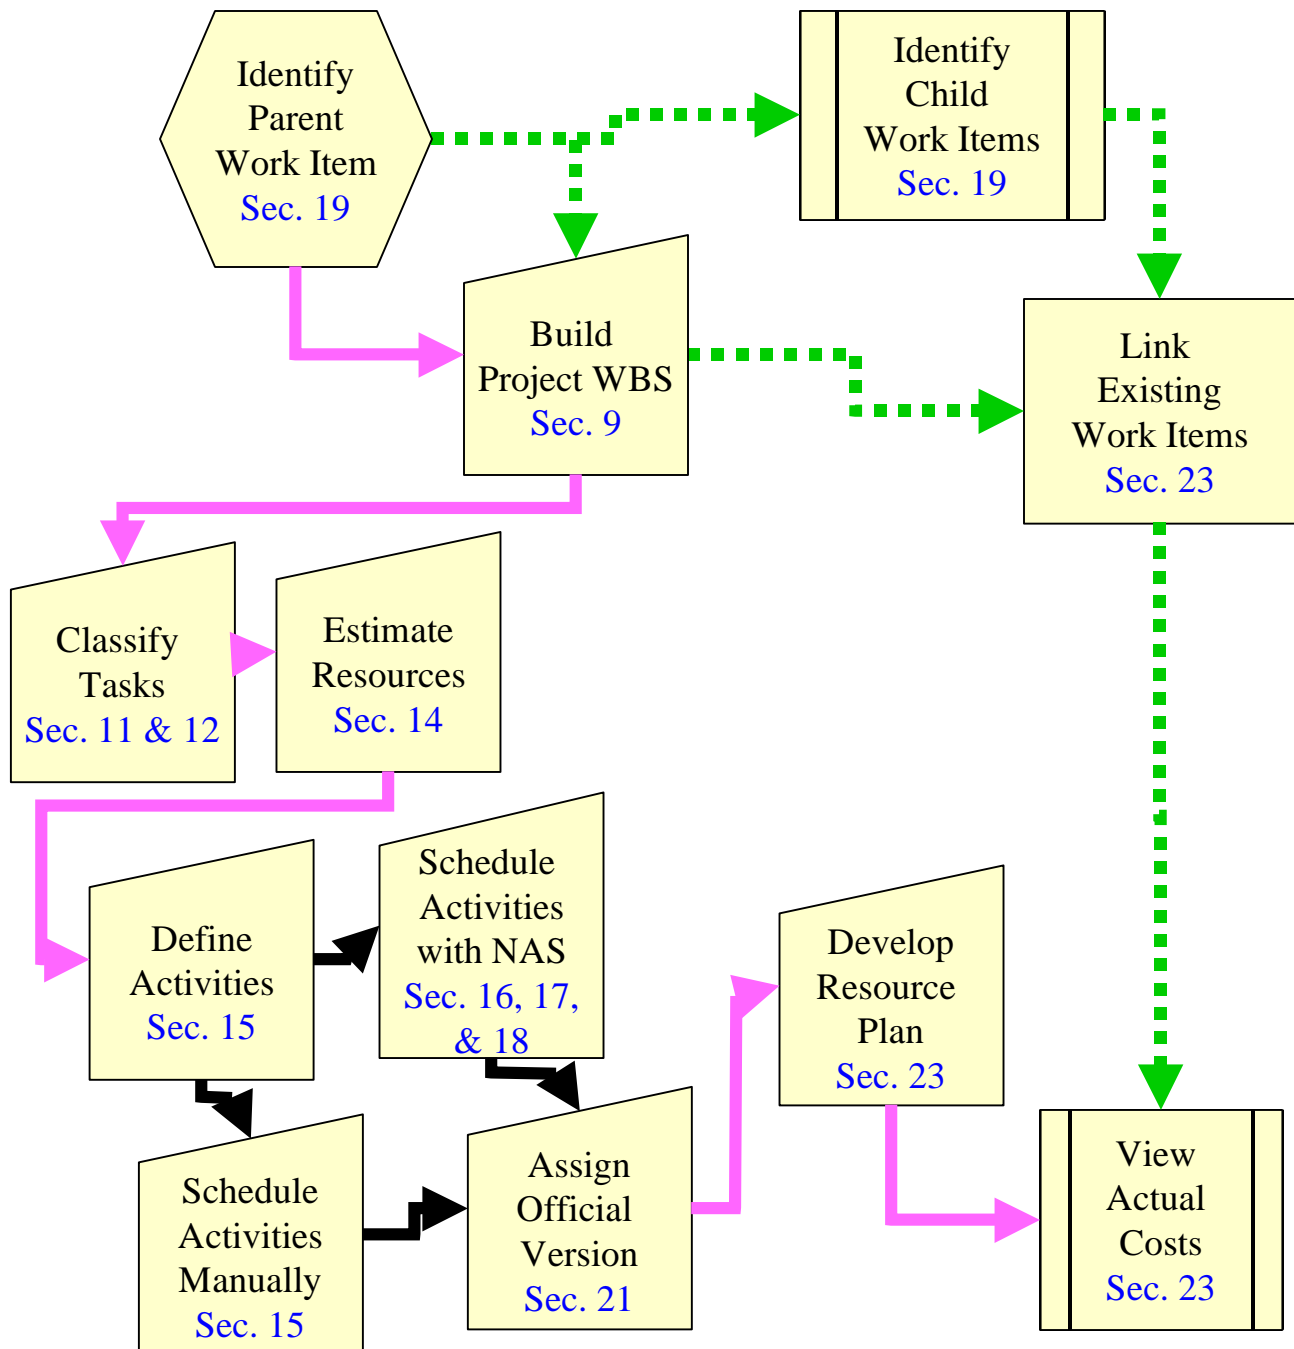 Identify
Parent
Work Item
Sec. 19
Identify
Child
Work Items
Sec. 19
Build
Project WBS
Sec. 9
Link
Existing
Work Items
Sec. 23
Classify
Tasks
Sec. 11 & 12
Estimate
Resources
Sec. 14
Define
Activities
Sec. 15
Schedule
Activities
with NAS
Sec. 16, 17,
& 18
Develop
Resource
Plan
Sec. 23
Schedule
Activities
Manually
Sec. 15
Assign
Official
Version
Sec. 21
View
Actual
Costs
Sec. 23